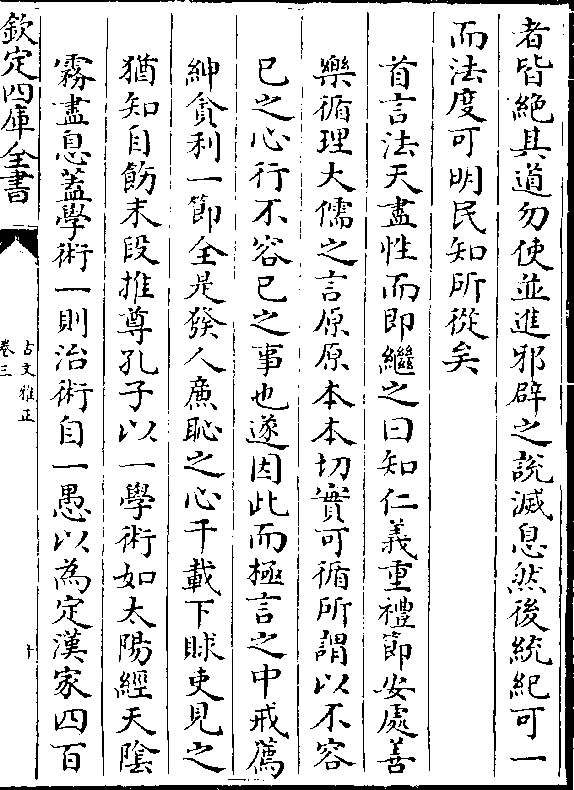 者皆絕其道勿使並進邪辟之說滅息然後統紀可一
而法度可明民知所從矣
首言法天盡性而即繼之曰知仁義重禮節安處善
樂循理大儒之言原原本本切實可循所謂以不容
已之心行不容已之事也遂因此而極言之中戒薦
紳貪利一節全是發人廉恥之心千載下賕吏見之
猶知自飭末段推尊孔子以一學術如太陽經天陰
霧盡息蓋學術一則治術自一愚以為定漢家四百
欽定四庫全書
古文雅正
卷三
十